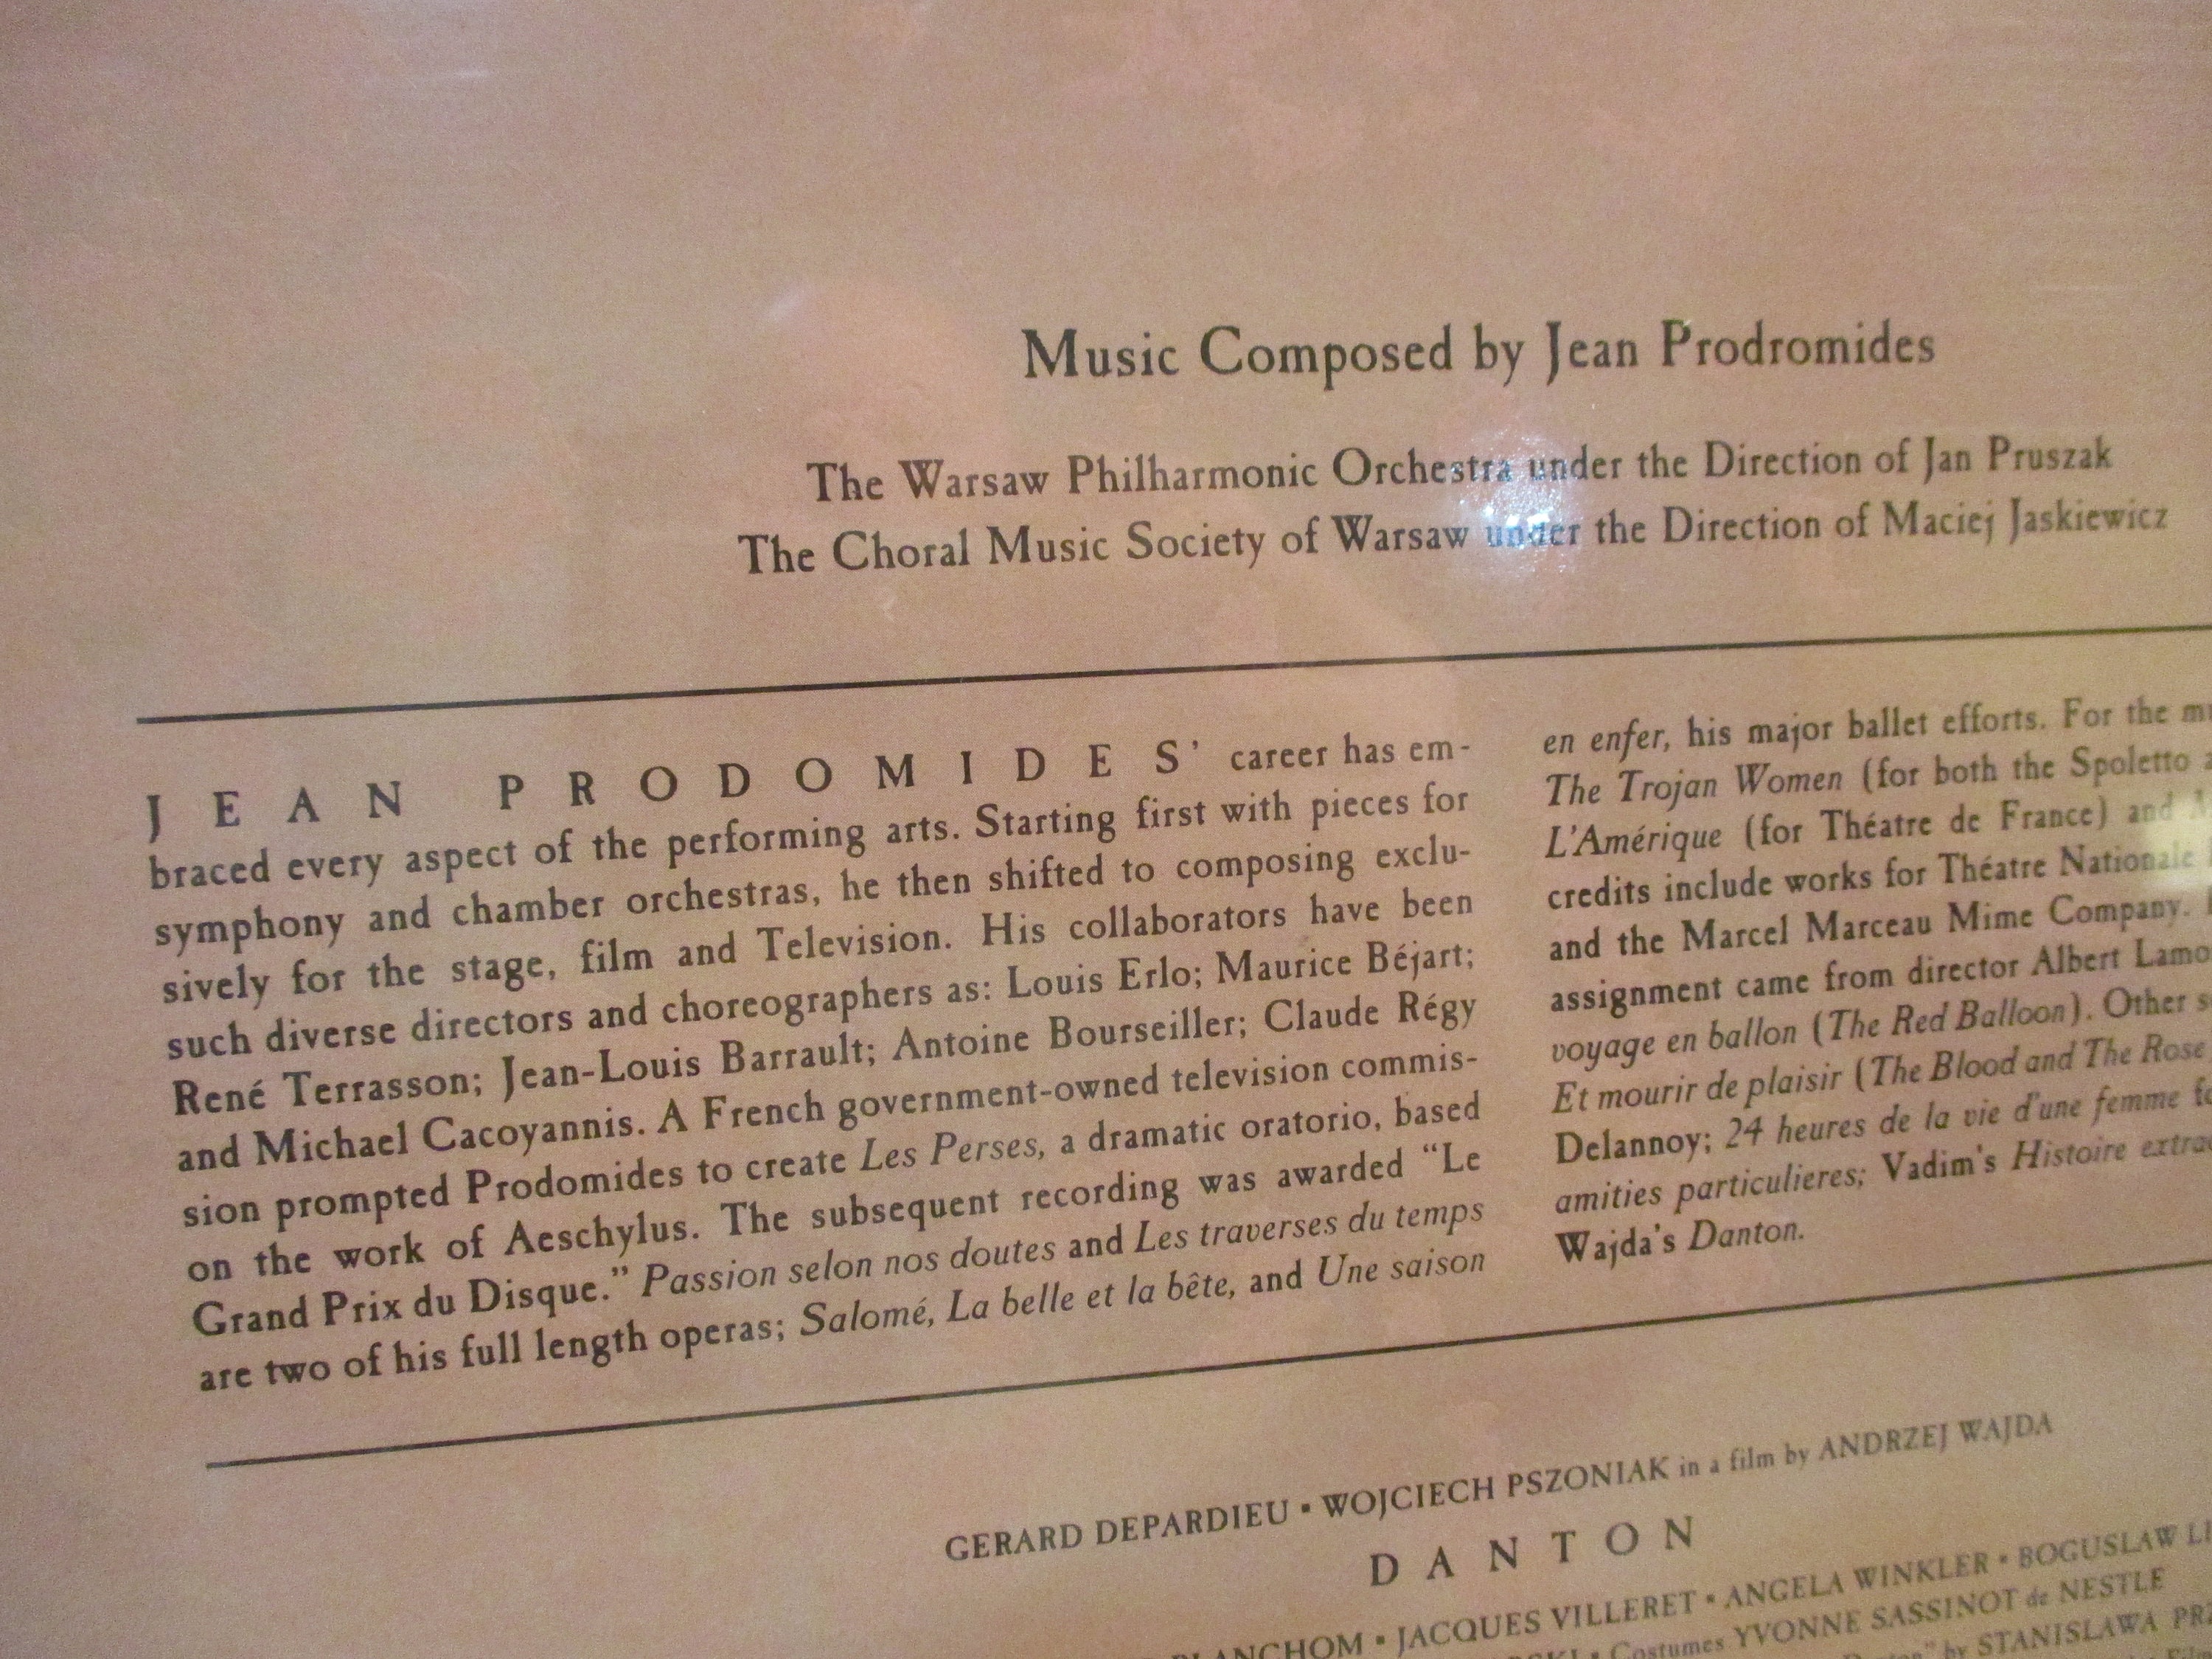 Music Composed by Jean Prodromides
The Warsaw Philharmonic Orchestra under the Direction of Jan Pruszak
The Choral Music Society of Warsaw under the Direction of Maciej Jaskiewicz
JEAN PRODOMIDES' career has em-
braced every aspect of the performing arts. Starting first with pieces for
symphony and chamber orchestras, he then shifted to composing exclu-
sively for the stage, film and Television. His collaborators have been
such diverse directors and choreographers as: Louis Erlo; Maurice Béjart;
René Terrasson; Jean-Louis Barrault; Antoine Bourseiller; Claude Régy
and Michael Cacoyannis. A French government-owned television commis-
sion prompted Prodomides to create Les Perses, a dramatic oratorio, based
on the work of Aeschylus. The subsequent recording was awarded “Le
Grand Prix du Disque.” Passion selon nos doutes and Les traverses du temps
are two of his full length operas; Salomé, La belle et la bête, and Une saison
en enfer, his major ballet efforts. For the
The Trojan Women (for both the Spoletto
L'Amérique (for Théatre de France) and
credits include works for Théatre Nationale
and the Marcel Marceau Mime Company.
assignment came from director Albert
voyage en ballon (The Red Balloon). Other
Et mourir de plaisir (The Blood and The Rose
Delannoy; 24 heures de la vie d'une femme
amities particulieres; Vadim's Histoire
Wajda's Danton.
GERARD DEPARDIEU ▪ WOJCIECH PSZONIAK in a film by ANDRZEJ WAJDA
DANTON
PLANCHOM ▪ JACQUES VILLERET ▪ ANGELA WINKLER ▪ BOGUSLAW
Costumes YVONNE SASSINOT de NESTLE
by STANISLAWA